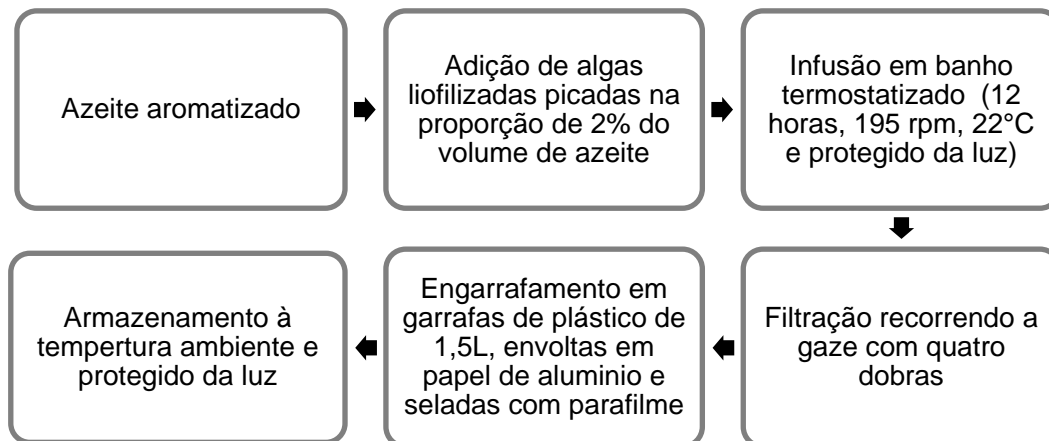 Azeite aromatizado
Adição de algas
liofilizadas picadas na
proporção de 2% do
volume de azeite
Infusão em banho
termostatizado (12
horas, 195 rpm, 22°C
e protegido da luz)
Filtração recorrendo a
gaze com quatro
dobras
Engarrafamento em
garrafas de plástico de
1,5L, envoltas em
papel de aluminio e
seladas com parafilme
Armazenamento à
tempertura ambiente e
protegido da luz